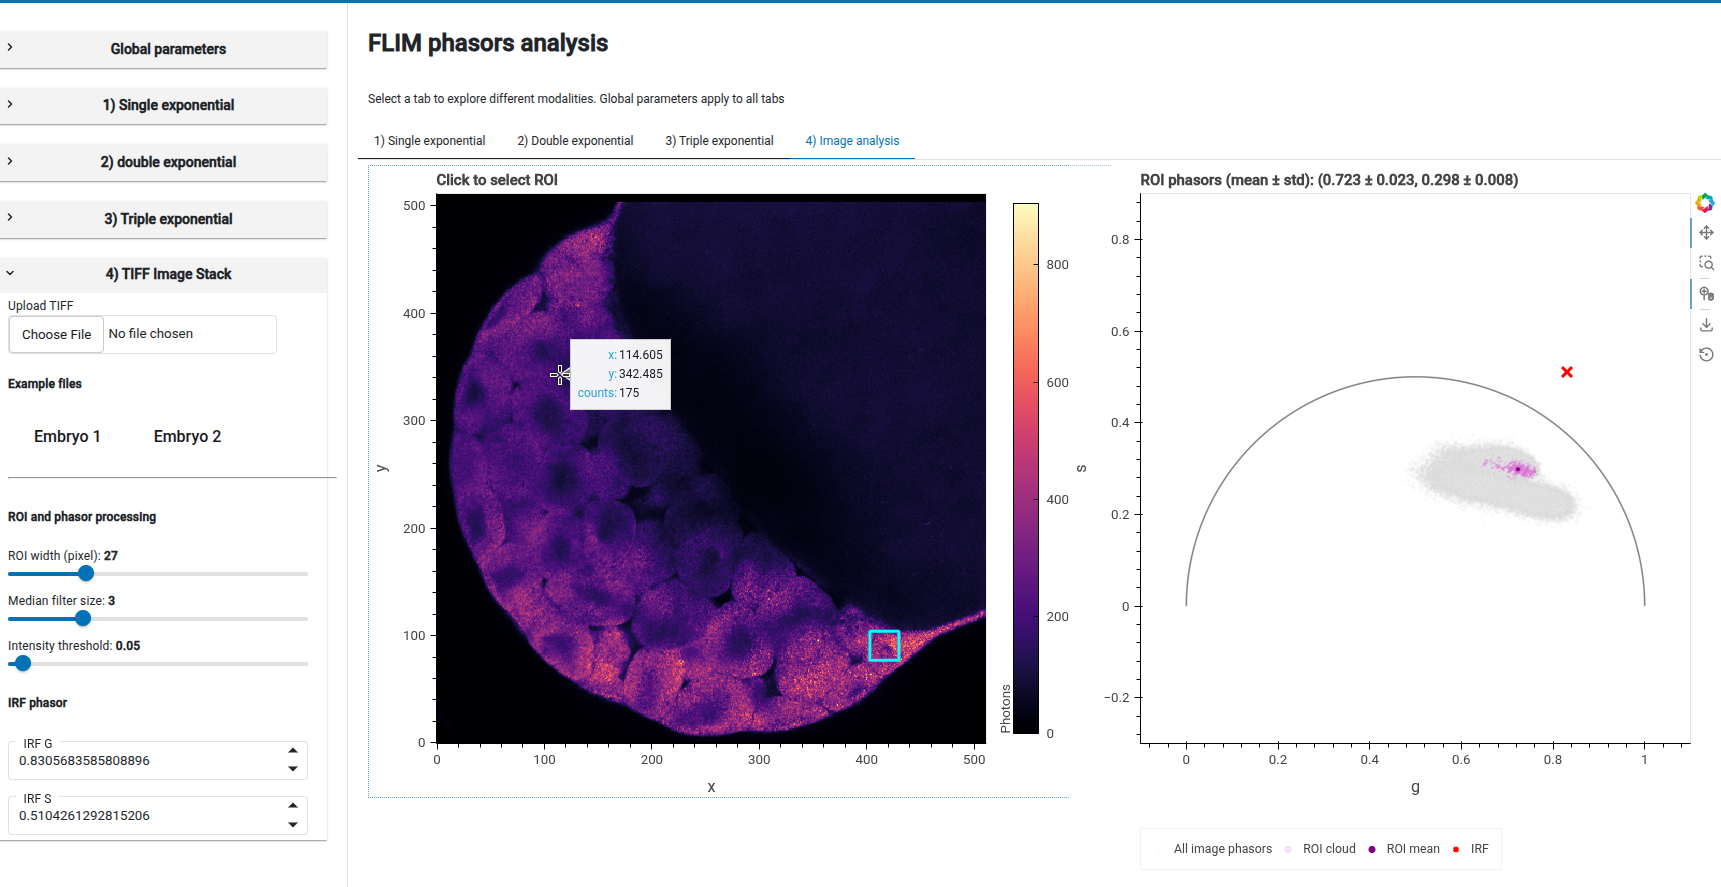 Global parameters
1) Single exponential
2) double exponential
3) Triple exponential
4) TIFF Image Stack
Upload TIFF
Choose File No file chosen
Example files
Embryo 1 Embryo 2
ROI and phasor processing
ROI width (pixel): 27
Median filter size: 3
Intensity threshold: 0.05
IRF phasor
IRF G
0.8305683585808896
IRF S
0.5104261292815206
FLIM phasors analysis
Select a tab to explore different modalities. Global parameters apply to all tabs
1) Single exponential 2) Double exponential 3) Triple exponential 4) Image analysis
Click to select ROI
500
400
300
200
100
0
y
0 100 200 300 400 500
x
x: 114.605
y: 342.485
counts: 175
800
600
400
200
0
Photons
ROI phasors (mean ± std): (0.723 ± 0.023, 0.298 ± 0.008)
0.8
0.6
0.4
0.2
0
−0.2
s
0 0.2 0.4 0.6 0.8 1
g
All image phasors ROI cloud ROI mean IRF